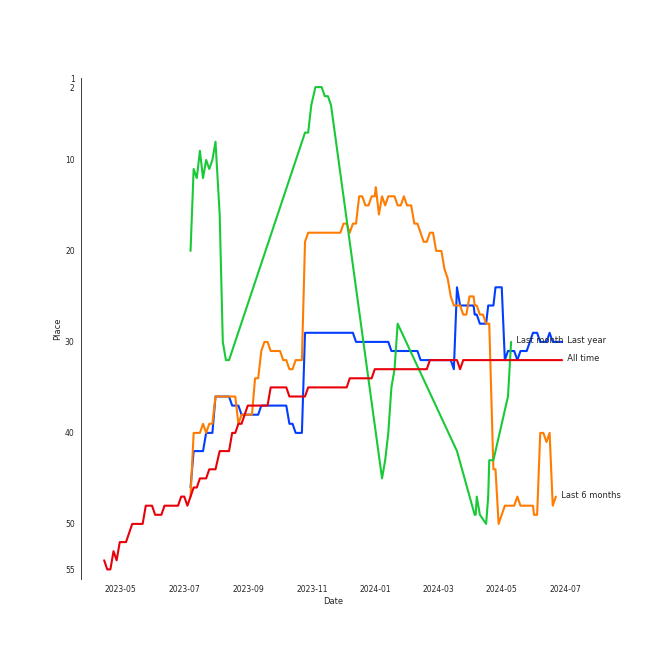 1
2
10
20
30
40
50
55
Place
Last month
Last year
All time
Last 6 months
2023-05
2023-07
2023-09
2023-11
2024-01
2024-03
2024-05
2024-07
Date